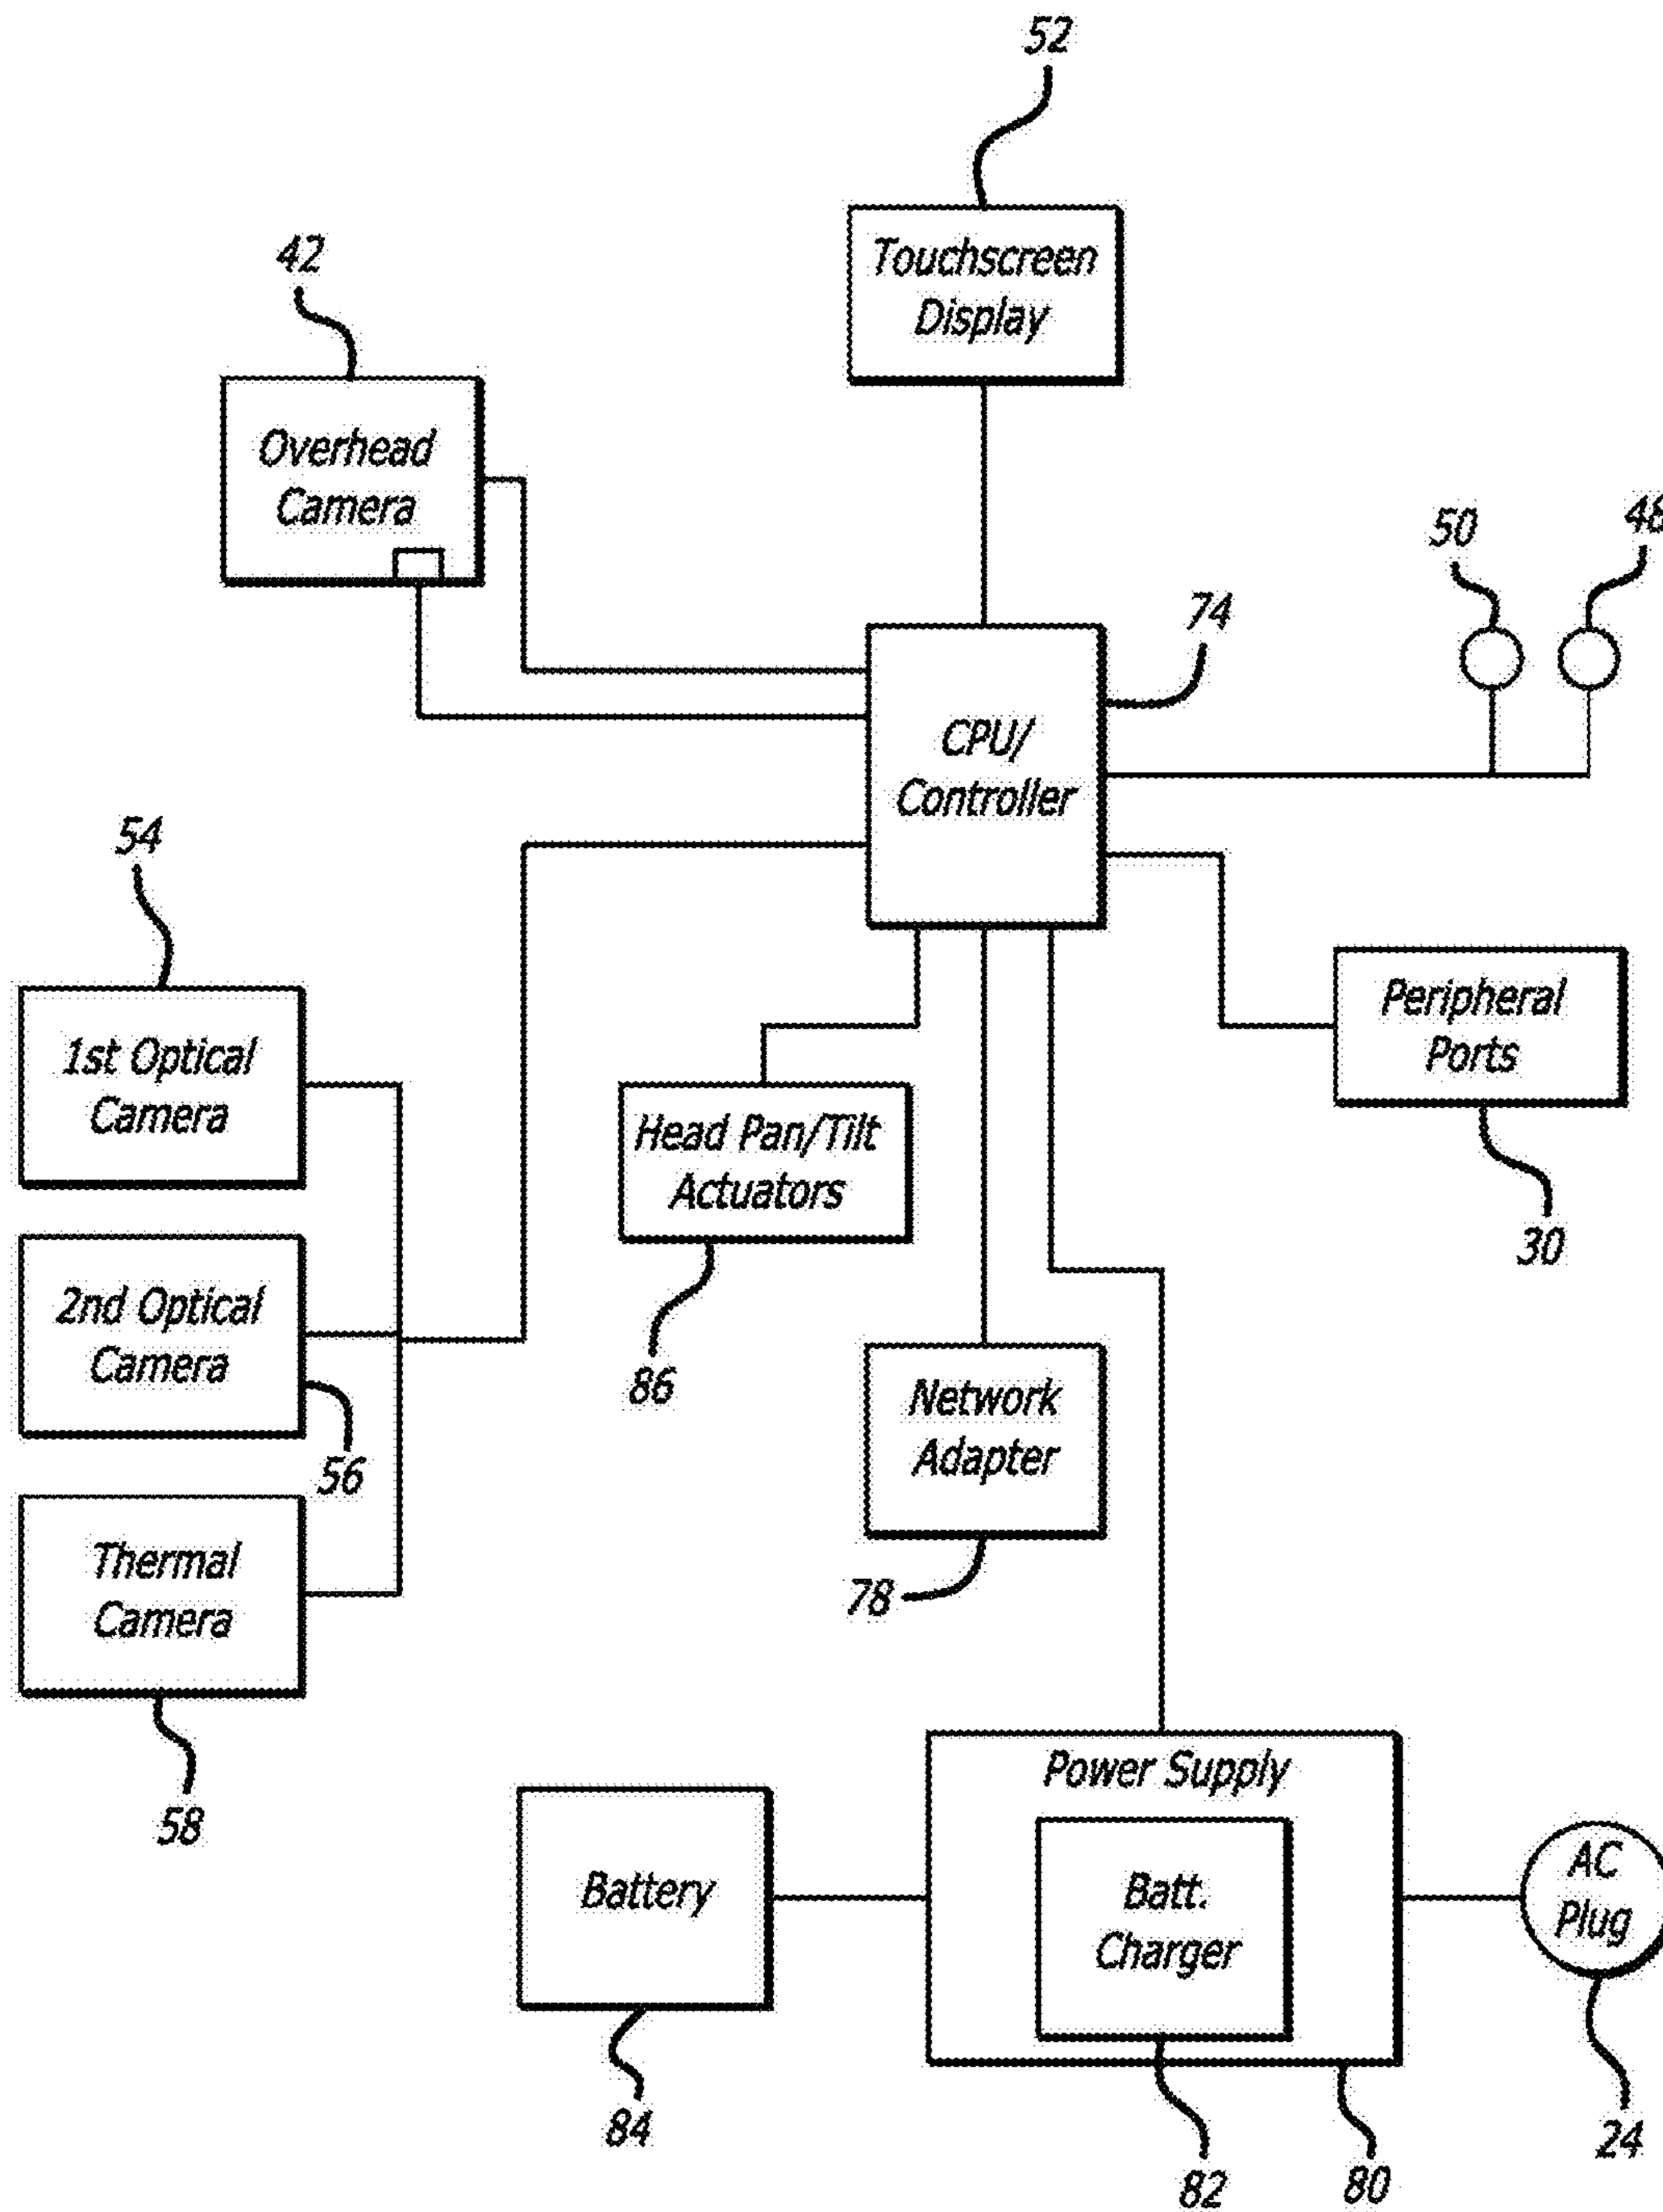 52
Touchscreen
Display
42
Overhead
Camera
50
48
74
CPU/
Controller
54
1st Optical
Camera
Peripheral
Ports
30
Head Pan/Tilt
Actuators
86
2nd Optical
Camera
56
Network
Adapter
78
Thermal
Camera
58
Power Supply
Battery
84
Batt.
Charger
82
80
AC
Plug
24